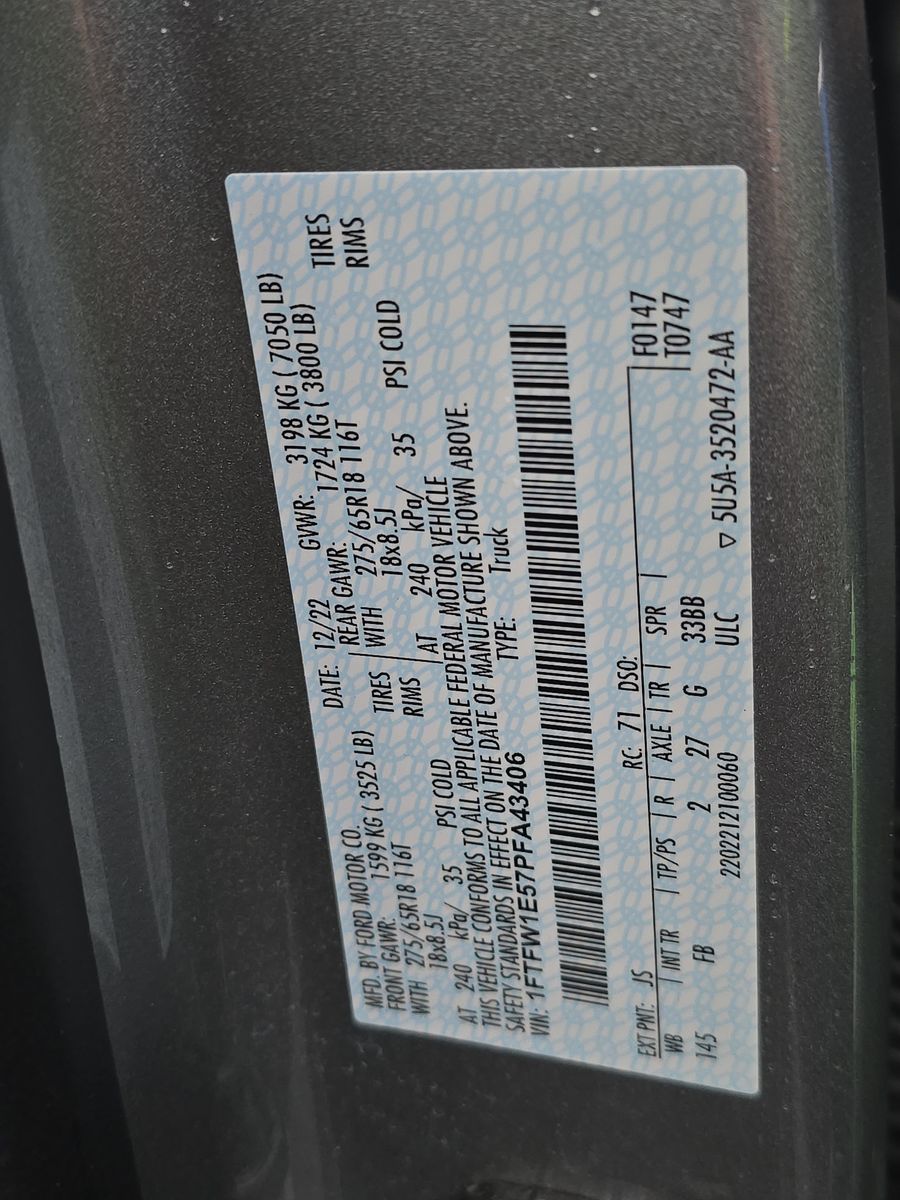 MFD. BY FORD MOTOR CO. DATE: 12/22 GVWR: 3198 KG ( 7050 LB)
FRONT GAWR: 1599 KG ( 3525 LB) REAR GAWR: 1724 KG ( 3800 LB)
WITH 275/65R18 116T TIRES WITH 275/65R18 116T TIRES
18x8.5J RIMS 18x8.5J RIMS
AT 240 kPa/ 35 PSI COLD AT 240 kPa/ 35 PSI COLD
THIS VEHICLE CONFORMS TO ALL APPLICABLE FEDERAL MOTOR VEHICLE
SAFETY STANDARDS IN EFFECT ON THE DATE OF MANUFACTURE SHOWN ABOVE.
VIN: 1FTFW1E57PFA43406 TYPE: Truck
EXT PNT: JS RC: 71 DSO: F0147
WB | INT TR | TP/PS | R | AXLE | TR | SPR | T0747
145 FB 2 27 G 33BB
2202212100060 ULC ▽ 5U5A-3520472-AA